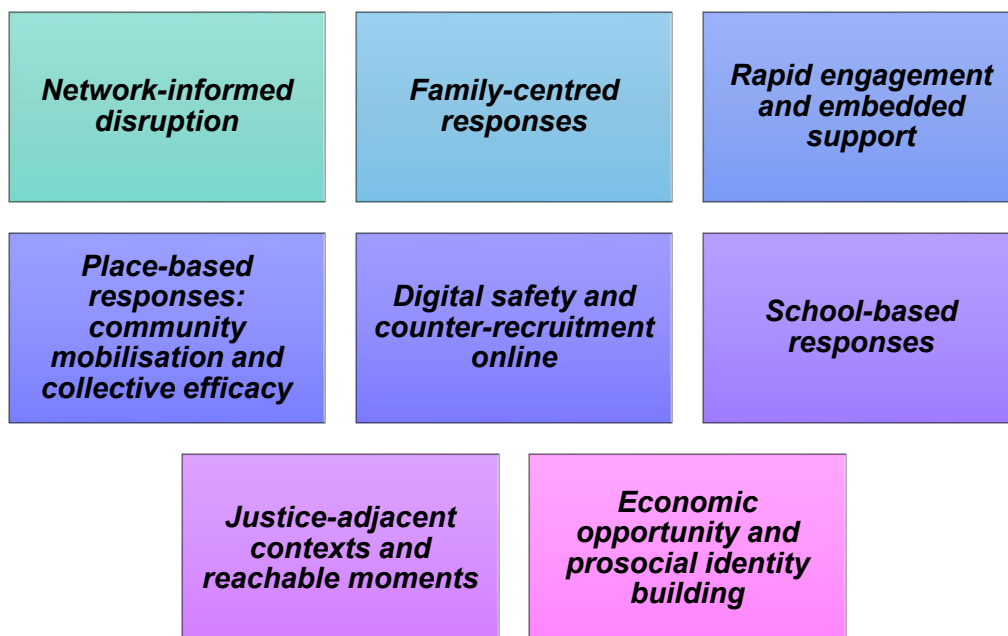 Network-informed
disruption
Family-centred
responses
Rapid engagement
and embedded
support
Place-based
responses:
community
mobilisation and
collective efficacy
Digital safety and
counter-recruitment
online
School-based
responses
Justice-adjacent
contexts and
reachable moments
Economic
opportunity and
prosocial identity
building